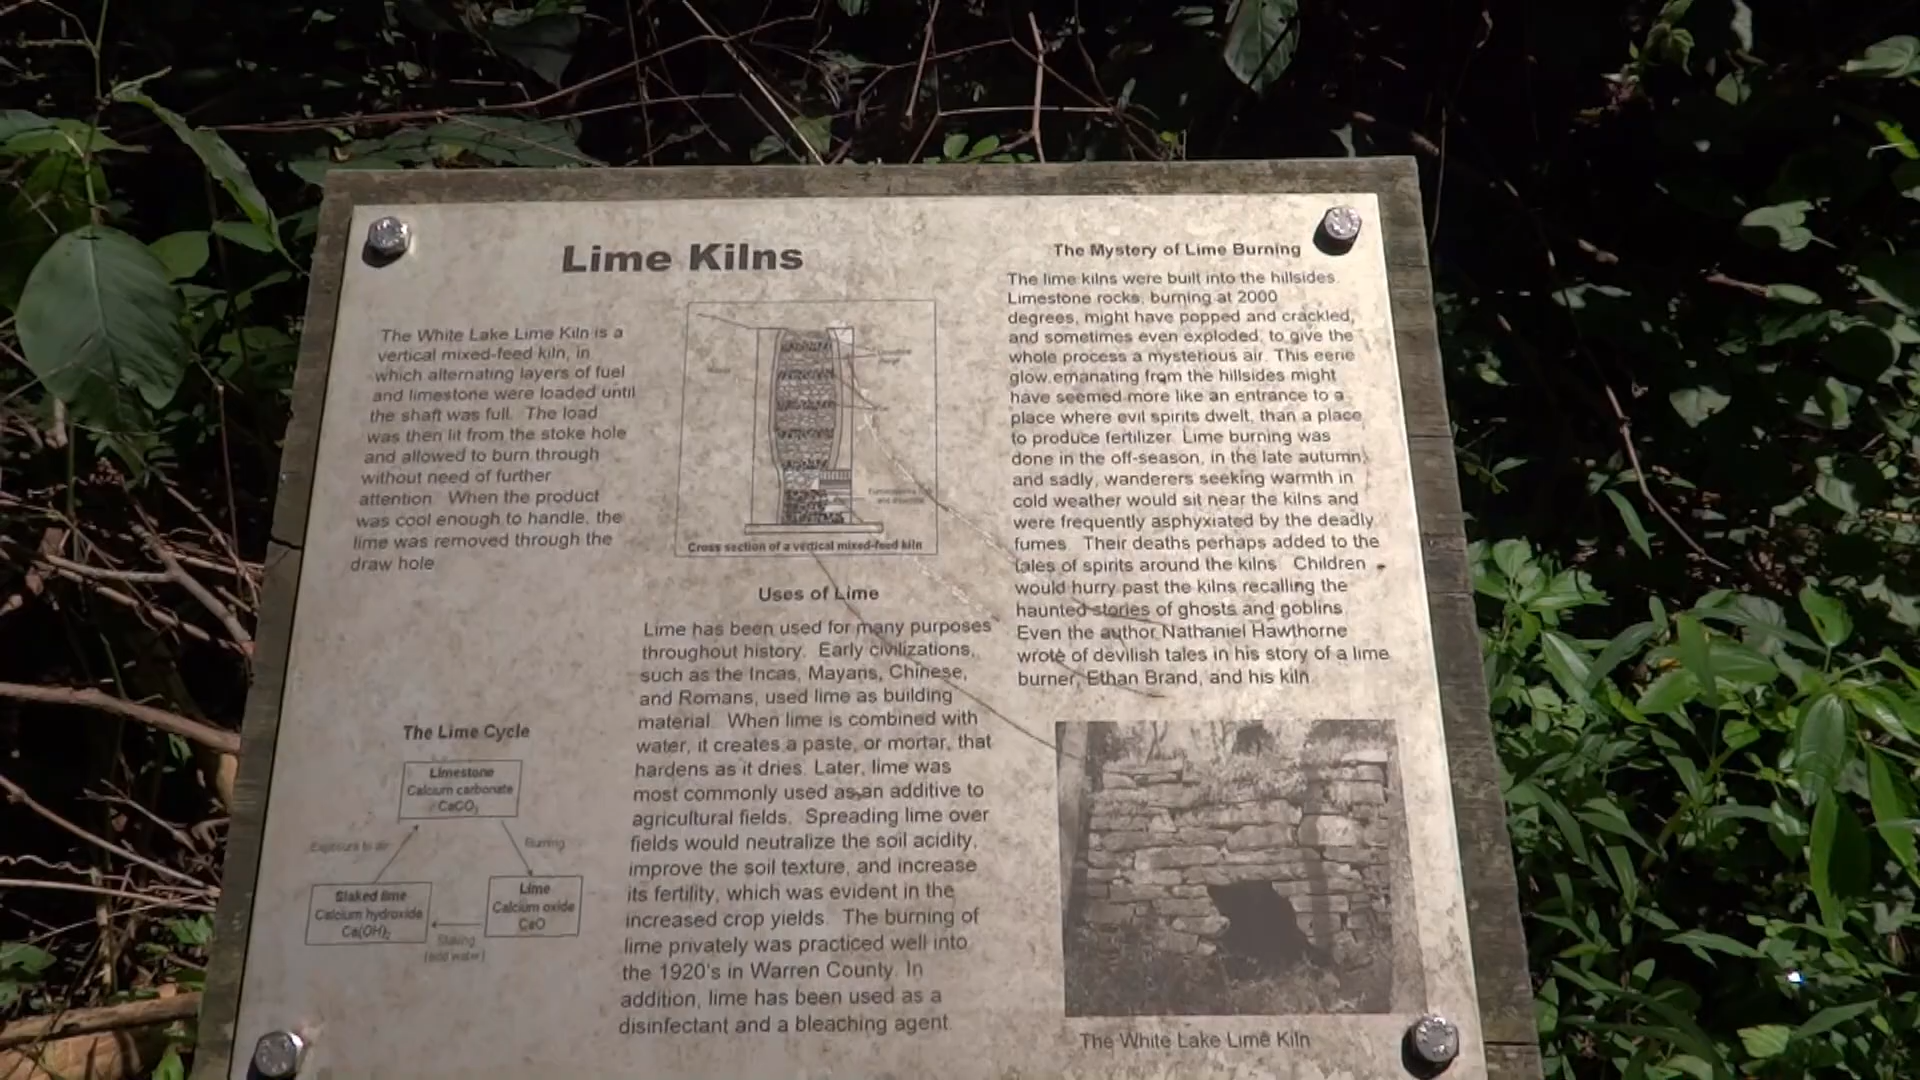 Lime Kilns
The White Lake Lime Kiln is a
vertical mixed-feed kiln, in
which alternating layers of fuel
and limestone were loaded until
the shaft was full. The load
was then lit from the stoke hole
and allowed to burn through
without need of further
attention. When the product
was cool enough to handle, the
lime was removed through the
draw hole
The Lime Cycle
Limestone
Calcium carbonate
CaCO₃
Exposure to air
Burning
Slaked lime
Calcium hydroxide
Ca(OH)₂
Lime
Calcium oxide
CaO
Slaking
(add water)
Cross section of a vertical mixed-feed kiln
Uses of Lime
Lime has been used for many purposes
throughout history. Early civilizations,
such as the Incas, Mayans, Chinese,
and Romans, used lime as building
material. When lime is combined with
water, it creates a paste, or mortar, that
hardens as it dries. Later, lime was
most commonly used as an additive to
agricultural fields. Spreading lime over
fields would neutralize the soil acidity,
improve the soil texture, and increase
its fertility, which was evident in the
increased crop yields. The burning of
lime privately was practiced well into
the 1920's in Warren County. In
addition, lime has been used as a
disinfectant and a bleaching agent.
The Mystery of Lime Burning
The lime kilns were built into the hillsides.
Limestone rocks, burning at 2000
degrees, might have popped and crackled,
and sometimes even exploded, to give the
whole process a mysterious air. This eerie
glow emanating from the hillsides might
have seemed more like an entrance to a
place where evil spirits dwelt, than a place
to produce fertilizer. Lime burning was
done in the off-season, in the late autumn,
and sadly, wanderers seeking warmth in
cold weather would sit near the kilns and
were frequently asphyxiated by the deadly
fumes. Their deaths perhaps added to the
tales of spirits around the kilns. Children
would hurry past the kilns recalling the
haunted stories of ghosts and goblins.
Even the author Nathaniel Hawthorne
wrote of devilish tales in his story of a lime
burner, Ethan Brand, and his kiln.
The White Lake Lime Kiln